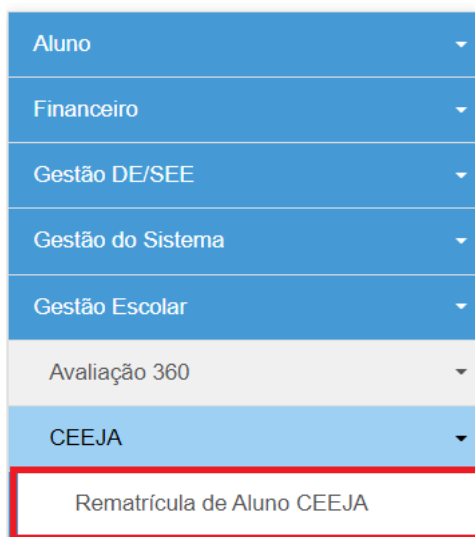 Aluno
Financeiro
Gestão DE/SEE
Gestão do Sistema
Gestão Escolar
Avaliação 360
CEEJA
Rematrícula de Aluno CEEJA